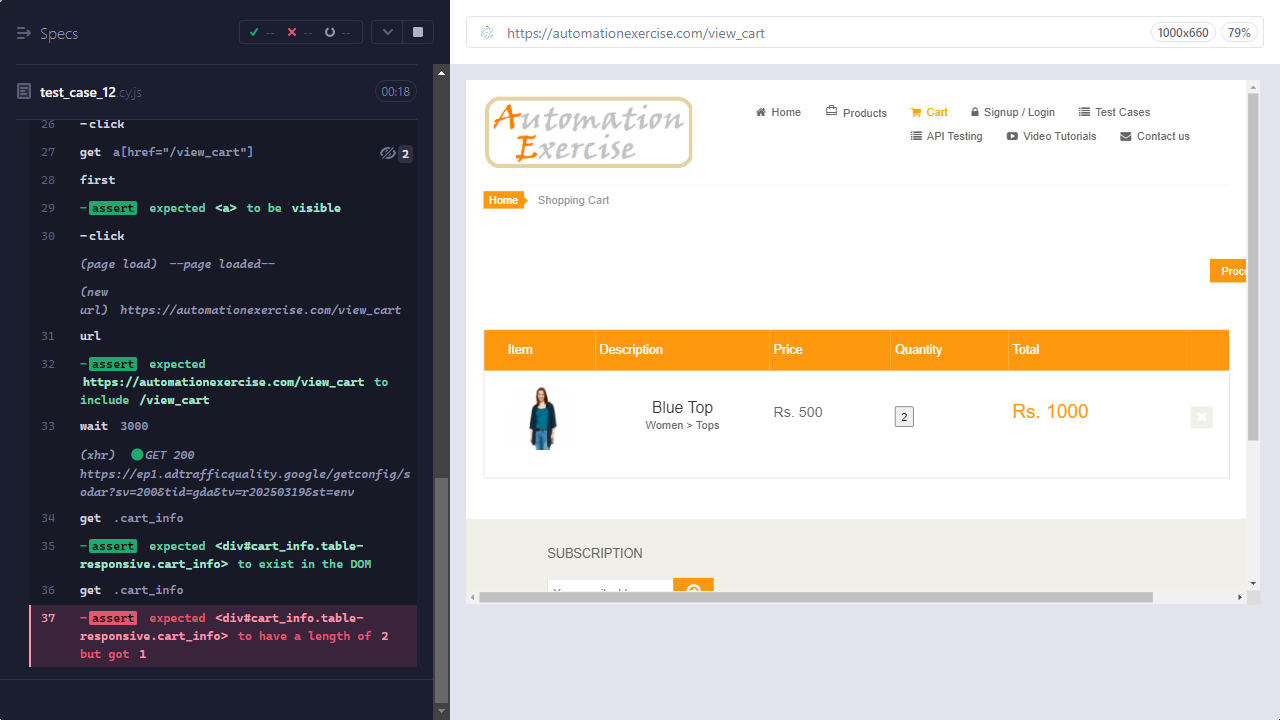 Specs
-- -- --
test_case_12.cy.js
00:18
26 -click
27 get a[href="/view_cart"] 2
28 first
29 -assert expected <a> to be visible
30 -click
(page load) --page loaded--
(new
url) https://automationexercise.com/view_cart
31 url
32 -assert expected
https://automationexercise.com/view_cart to
include /view_cart
33 wait 3000
(xhr) GET 200
https://ep1.adtrafficquality.google/getconfig/s
odar?sv=200&tid=gda&tv=r20250319&st=env
34 get .cart_info
35 -assert expected <div#cart_info.table-
responsive.cart_info> to exist in the DOM
36 get .cart_info
37 -assert expected <div#cart_info.table-
responsive.cart_info> to have a length of 2
but got 1
https://automationexercise.com/view_cart
1000x660
79%
Automation
Exercise
Home Products Cart Signup / Login Test Cases
API Testing Video Tutorials Contact us
Home Shopping Cart
Item Description Price Quantity Total
Blue Top Rs. 500 2 Rs. 1000
Women > Tops
SUBSCRIPTION